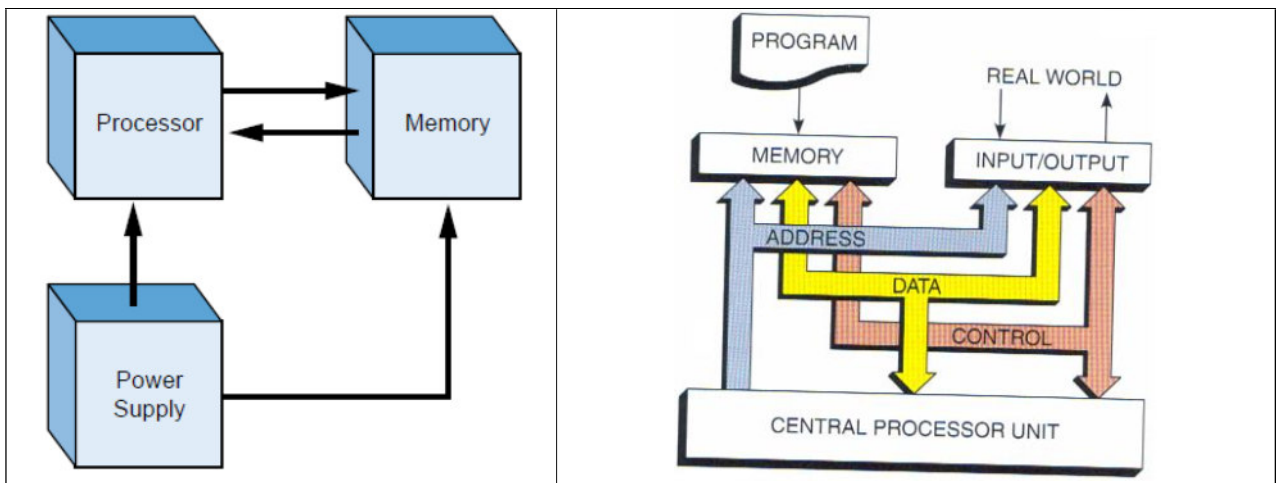 Processor
Memory
Power
Supply
PROGRAM
REAL WORLD
MEMORY
INPUT/OUTPUT
ADDRESS
DATA
CONTROL
CENTRAL PROCESSOR UNIT